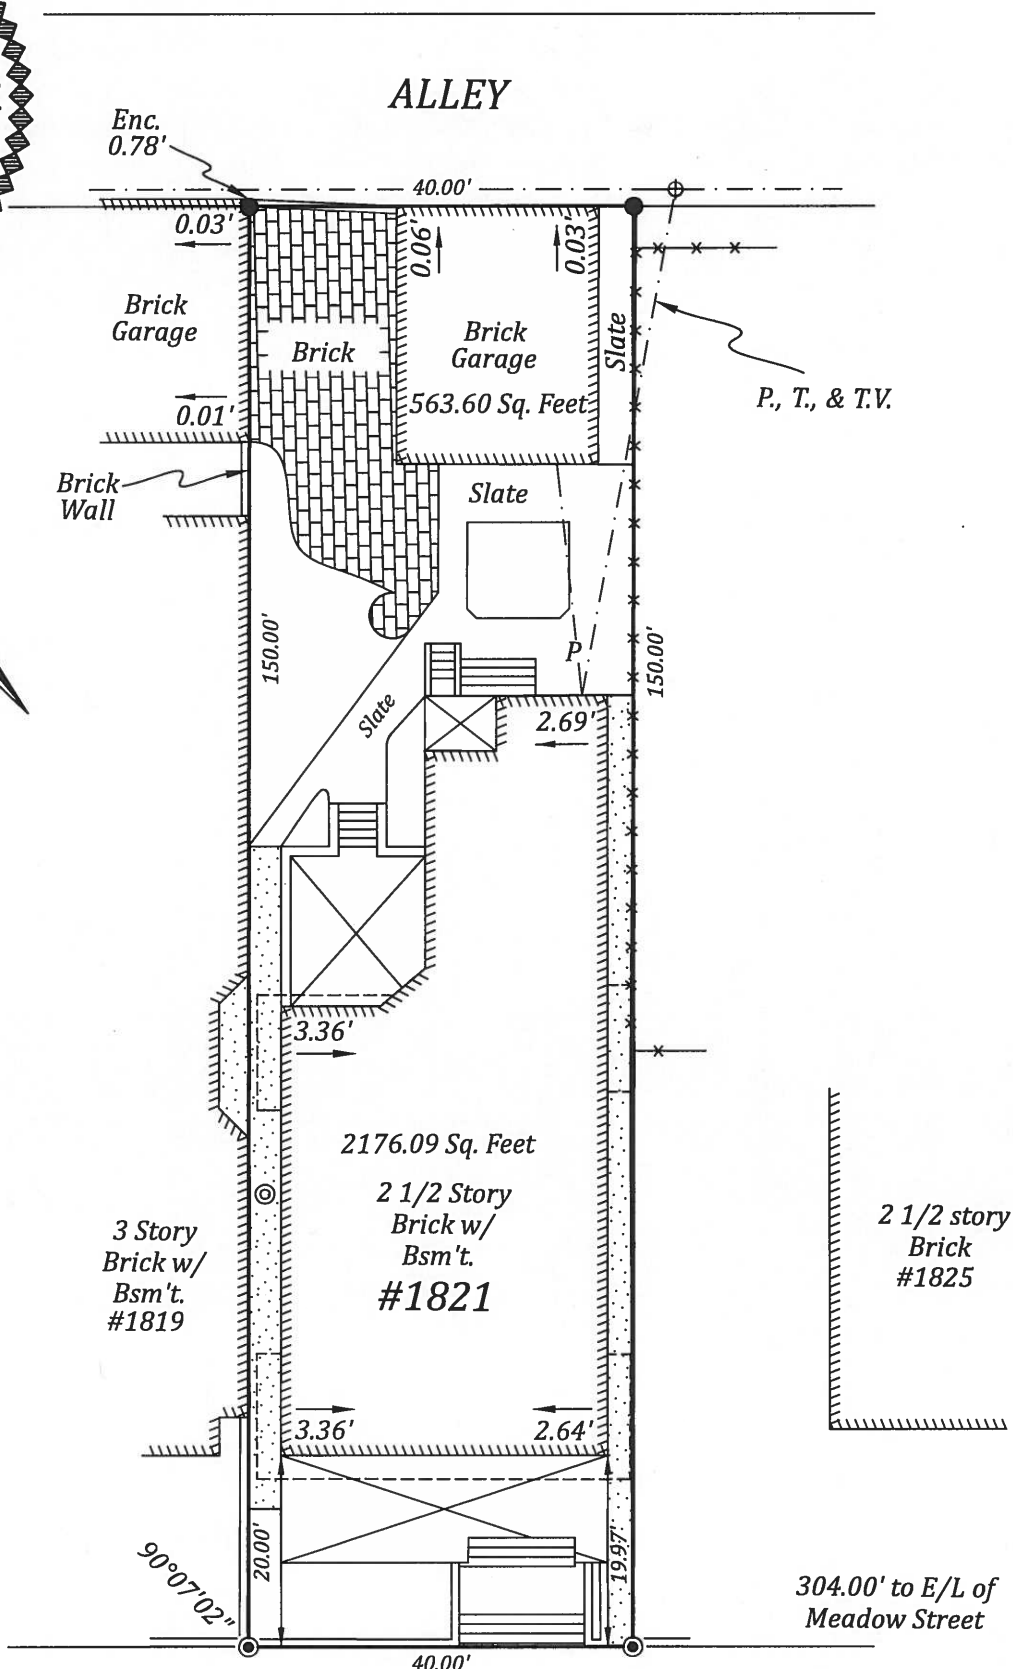 ALLEY
Enc.
0.78'
40.00'
0.03'
0.06'
0.03'
Brick
Garage
Brick
Brick
Garage
Slate
563.60 Sq. Feet
P., T., & T.V.
0.01'
Brick
Wall
Slate
150.00'
P
150.00'
Slate
2.69'
3.36'
2176.09 Sq. Feet
2 1/2 Story
Brick w/
Bsm't.
#1821
3 Story
Brick w/
Bsm't.
#1819
2 1/2 story
Brick
#1825
3.36'
2.64'
20.00'
19.97'
90°07'02"
304.00' to E/L of
Meadow Street
40.00'